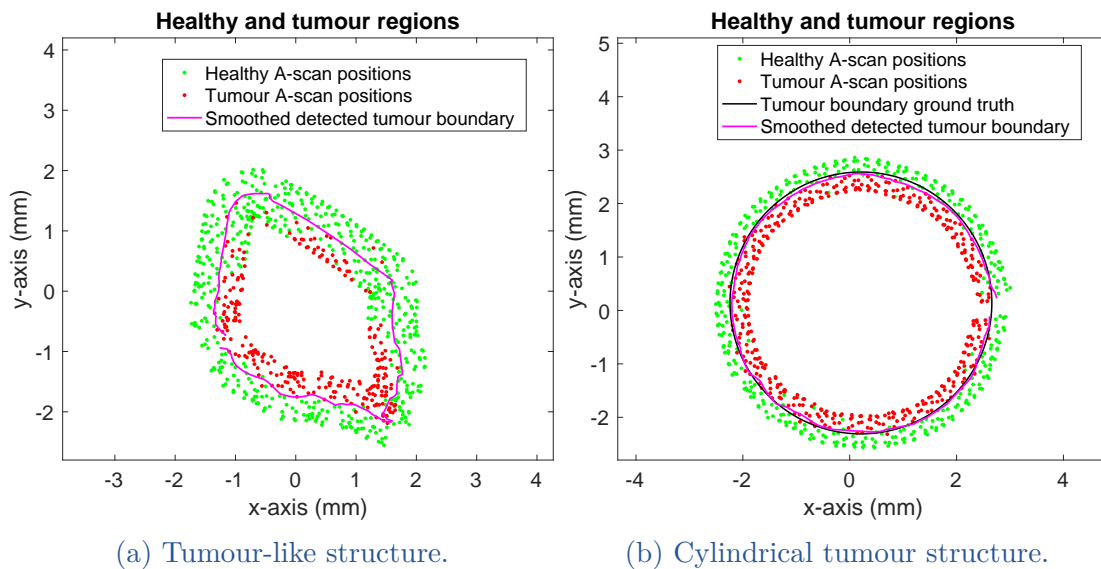 Healthy and tumour regions
4
3
2
1
0
-1
-2
y-axis (mm)
Healthy A-scan positions
Tumour A-scan positions
Smoothed detected tumour boundary
-3 -2 -1 0 1 2 3 4
x-axis (mm)
(a) Tumour-like structure.
Healthy and tumour regions
5
4
3
2
1
0
-1
-2
y-axis (mm)
Healthy A-scan positions
Tumour A-scan positions
Tumour boundary ground truth
Smoothed detected tumour boundary
-4 -2 0 2 4
x-axis (mm)
(b) Cylindrical tumour structure.